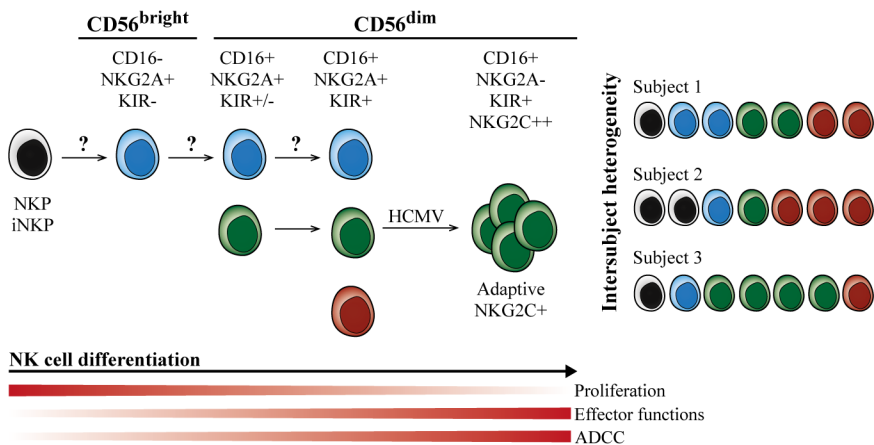 CD56bright
CD56dim
CD16-
NKG2A+
KIR-
CD16+
NKG2A+
KIR+/-
CD16+
NKG2A+
KIR+
CD16+
NKG2A-
KIR+
NKG2C++
?
?
?
NKP
iNKP
HCMV
Adaptive
NKG2C+
Intersubject heterogeneity
Subject 1
Subject 2
Subject 3
NK cell differentiation
Proliferation
Effector functions
ADCC